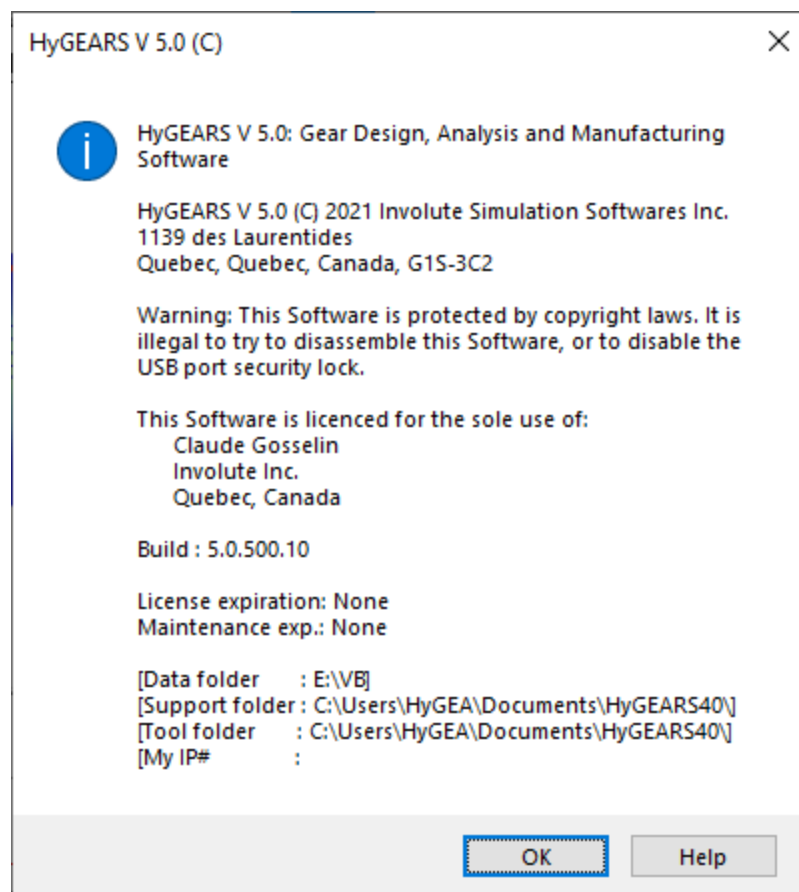 HyGEARS V 5.0 (C)
HyGEARS V 5.0: Gear Design, Analysis and Manufacturing
Software
HyGEARS V 5.0 (C) 2021 Involute Simulation Softwares Inc.
1139 des Laurentides
Quebec, Quebec, Canada, G1S-3C2
Warning: This Software is protected by copyright laws. It is
illegal to try to disassemble this Software, or to disable the
USB port security lock.
This Software is licenced for the sole use of:
Claude Gosselin
Involute Inc.
Quebec, Canada
Build : 5.0.500.10
License expiration: None
Maintenance exp.: None
[Data folder : E:\VB]
[Support folder : C:\Users\HyGEA\Documents\HyGEARS40\]
[Tool folder : C:\Users\HyGEA\Documents\HyGEARS40\]
[My IP# :
OK Help